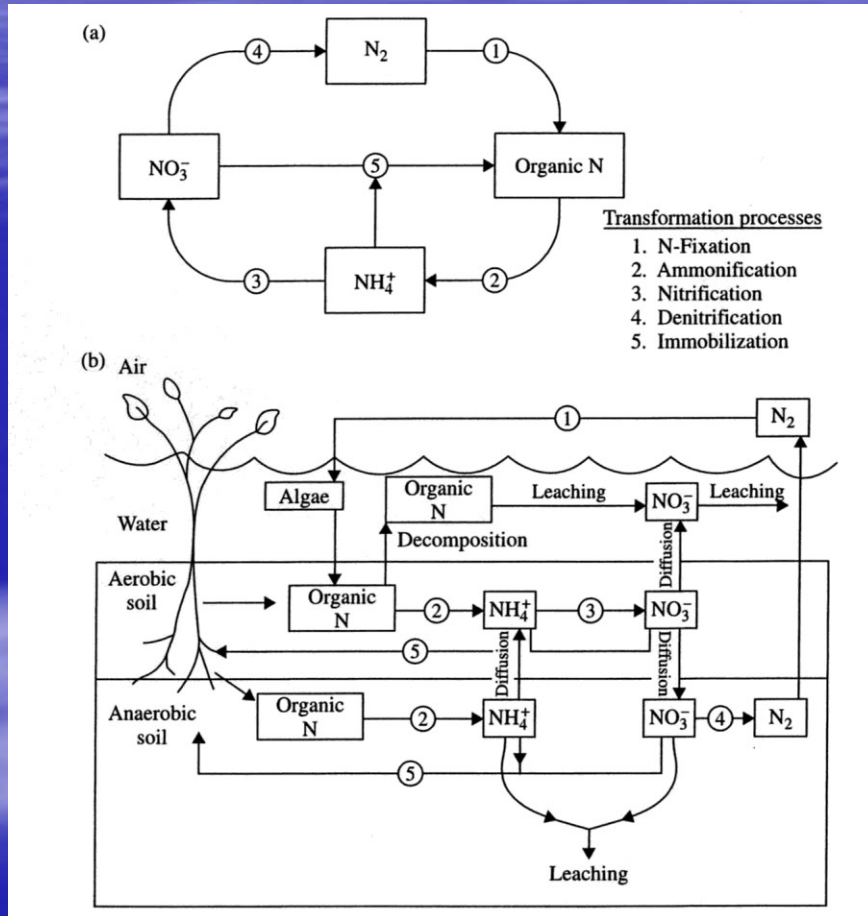 (a)
④
N₂
①
NO₃⁻
⑤
Organic N
③
NH₄⁺
②
Transformation processes
1. N-Fixation
2. Ammonification
3. Nitrification
4. Denitrification
5. Immobilization
(b)
Air
①
N₂
Water
Algae
Organic
N
Leaching
NO₃⁻
Leaching
Decomposition
Diffusion
Aerobic
soil
Organic
N
②
NH₄⁺
③
NO₃⁻
⑤
Diffusion
Diffusion
Anaerobic
soil
Organic
N
②
NH₄⁺
NO₃⁻
④
N₂
⑤
Leaching